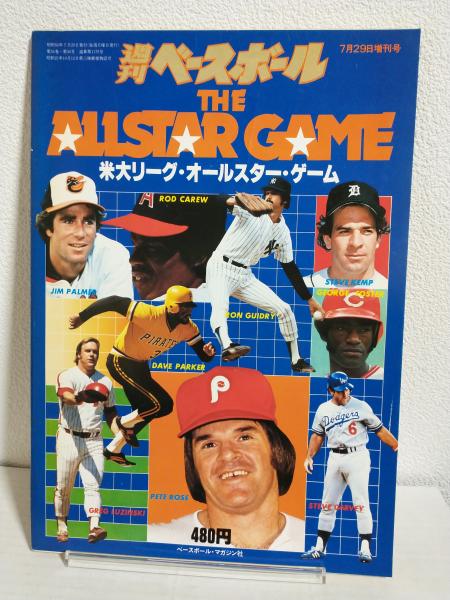 7月29日増刊号
週刊ベースボール
THE
ALLSTAR GAME
米大リーグ・オールスター・ゲーム
ROD CAREW
JIM PALMER
RON GUIDRY
STEVE KEMP
GEORGE FOSTER
PIRATES
DAVE PARKER
P
Dodgers
6
PETE ROSE
GREG LUZINSKI
STEVE GARVEY
480円
ベースボール・マガジン社